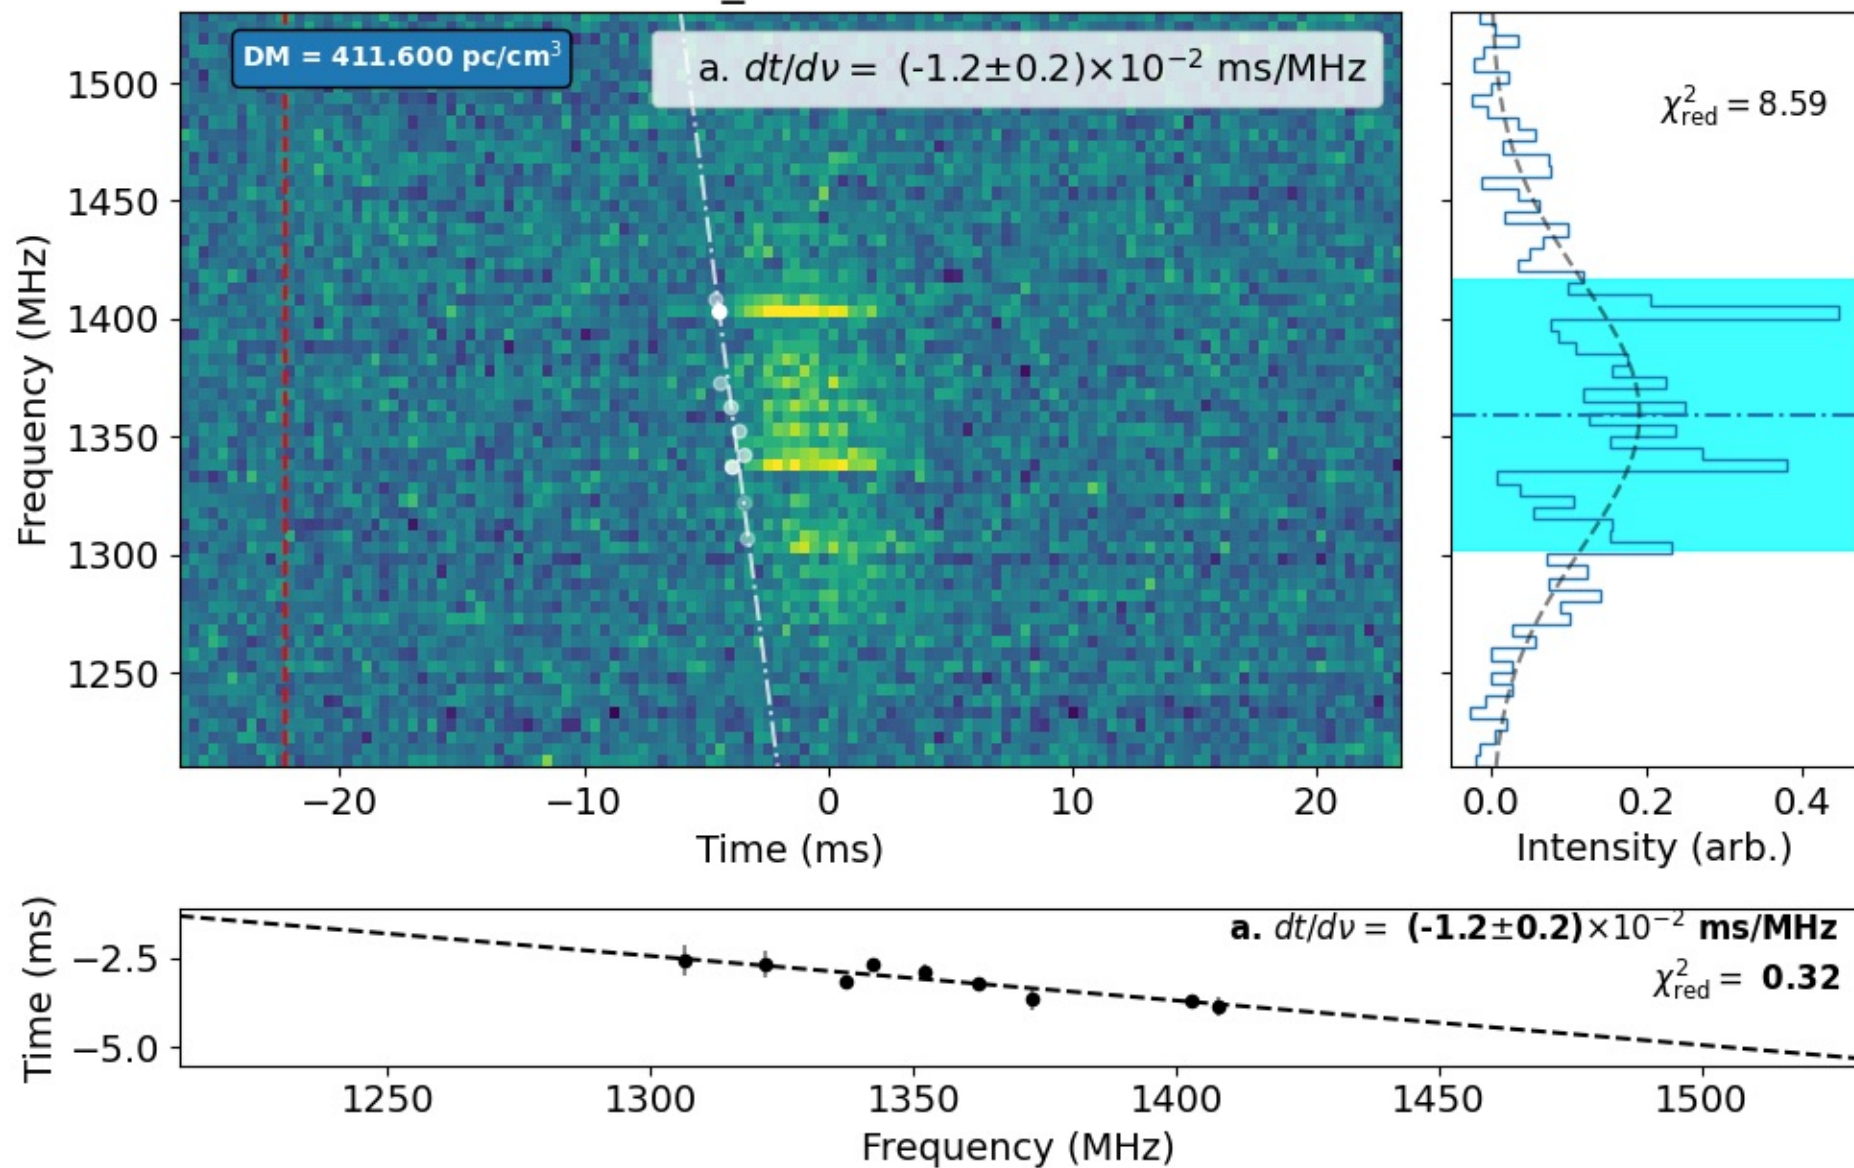 DM = 411.600 pc/cm³
a. dt/dν = (-1.2±0.2)×10⁻² ms/MHz
1500
1450
1400
1350
1300
1250
Frequency (MHz)
−20 −10 0 10 20
Time (ms)
χ²red = 8.59
0.0 0.2 0.4
Intensity (arb.)
a. dt/dν = (-1.2±0.2)×10⁻² ms/MHz
χ²red = 0.32
−2.5
−5.0
Time (ms)
1250 1300 1350 1400 1450 1500
Frequency (MHz)